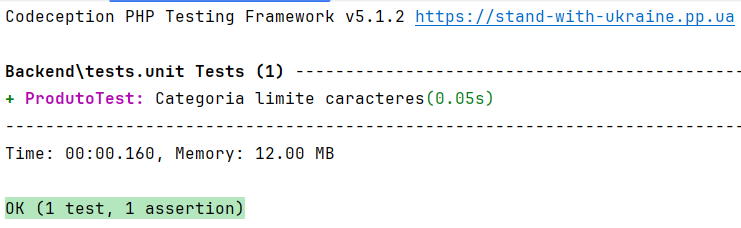 Codeception PHP Testing Framework v5.1.2 https://stand-with-ukraine.pp.ua
Backend\tests.unit Tests (1) --------------------------------------------
+ ProdutoTest: Categoria limite caracteres(0.05s)
-------------------------------------------------------------------------
Time: 00:00.160, Memory: 12.00 MB
OK (1 test, 1 assertion)